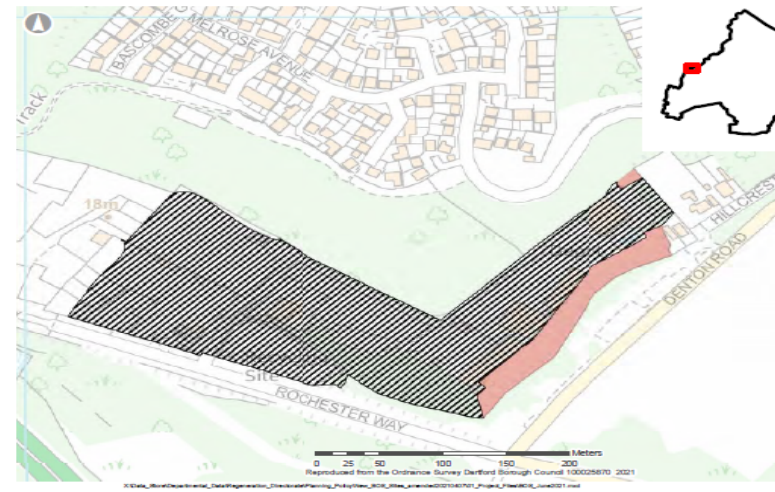 BASCOMBE
MELROSE AVENUE
Track
18m
HILLCREST
DENTON ROAD
Site
ROCHESTER WAY
Meters
0 25 50 100 150 200
Reproduced from the Ordnance Survey Dartford Borough Council 100025870 2021